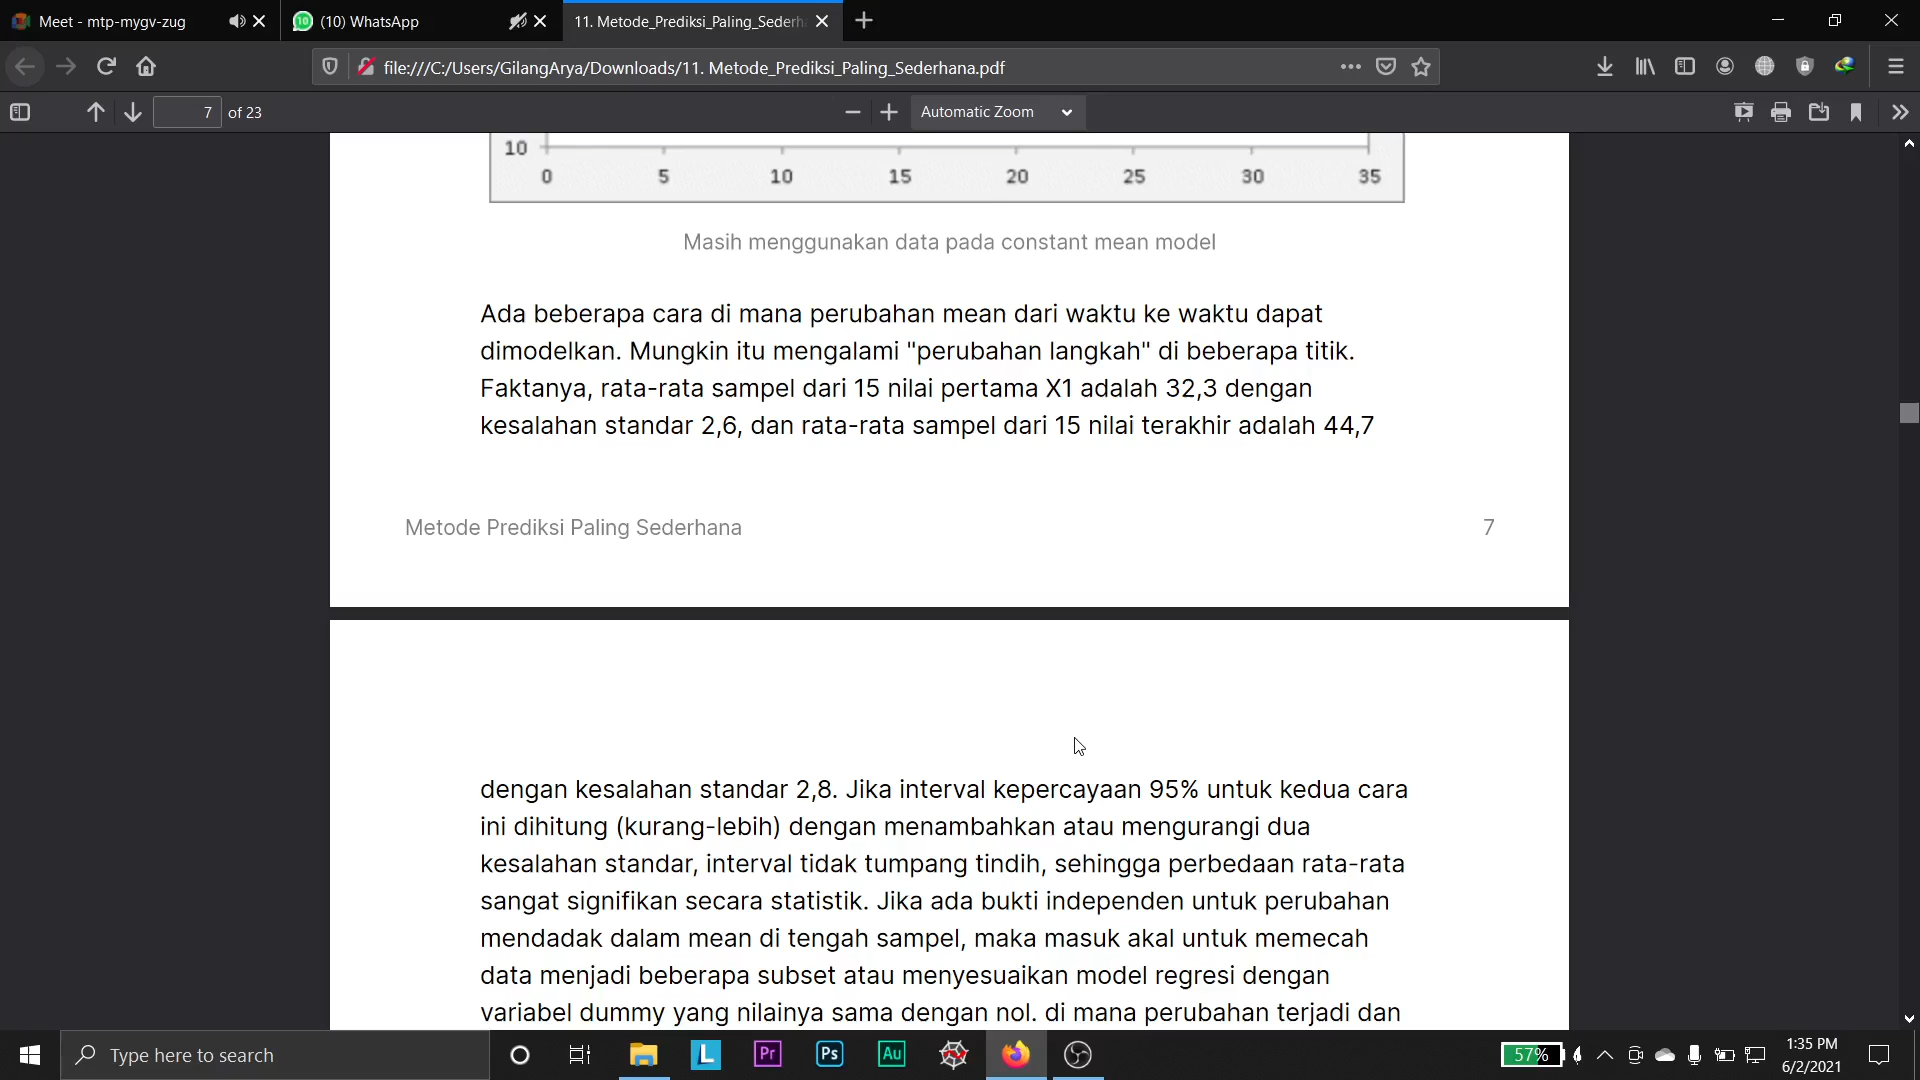 Meet - mtp-mygv-zug
(10) WhatsApp
11. Metode_Prediksi_Paling_Sederh
file:///C:/Users/GilangArya/Downloads/11. Metode_Prediksi_Paling_Sederhana.pdf
7 of 23
Automatic Zoom
10
0 5 10 15 20 25 30 35
Masih menggunakan data pada constant mean model
Ada beberapa cara di mana perubahan mean dari waktu ke waktu dapat
dimodelkan. Mungkin itu mengalami "perubahan langkah" di beberapa titik.
Faktanya, rata-rata sampel dari 15 nilai pertama X1 adalah 32,3 dengan
kesalahan standar 2,6, dan rata-rata sampel dari 15 nilai terakhir adalah 44,7
Metode Prediksi Paling Sederhana 7
dengan kesalahan standar 2,8. Jika interval kepercayaan 95% untuk kedua cara
ini dihitung (kurang-lebih) dengan menambahkan atau mengurangi dua
kesalahan standar, interval tidak tumpang tindih, sehingga perbedaan rata-rata
sangat signifikan secara statistik. Jika ada bukti independen untuk perubahan
mendadak dalam mean di tengah sampel, maka masuk akal untuk memecah
data menjadi beberapa subset atau menyesuaikan model regresi dengan
variabel dummy yang nilainya sama dengan nol. di mana perubahan terjadi dan
Type here to search
L
Pr
Ps
Au
57%
1:35 PM
6/2/2021